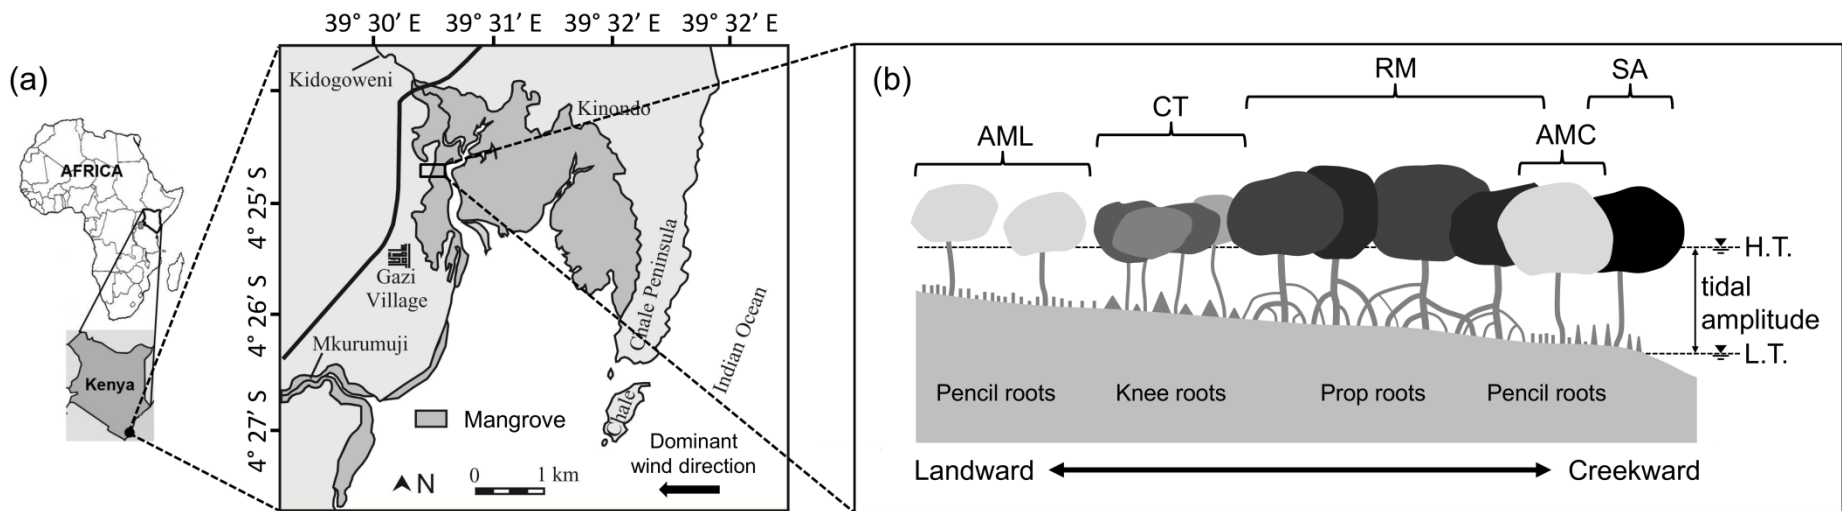 (a)
AFRICA
Kenya
39° 30’ E
39° 31’ E
39° 32’ E
39° 32’ E
4° 25’ S
4° 26’ S
4° 27’ S
Kidogoweni
Kinondo
Gazi
Village
Mkurumuji
Chale Peninsula
Indian Ocean
hale
Mangrove
N
0 1 km
Dominant
wind direction
(b)
AML
CT
RM
AMC
SA
H.T.
tidal
amplitude
L.T.
Pencil roots
Knee roots
Prop roots
Pencil roots
Landward
Creekward